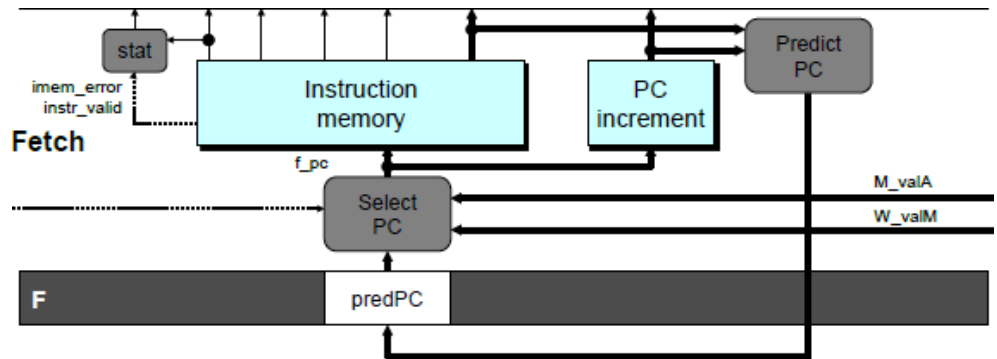 stat
Predict
PC
imem_error
instr_valid
Instruction
memory
PC
increment
Fetch
f_pc
M_valA
Select
PC
W_valM
F
predPC